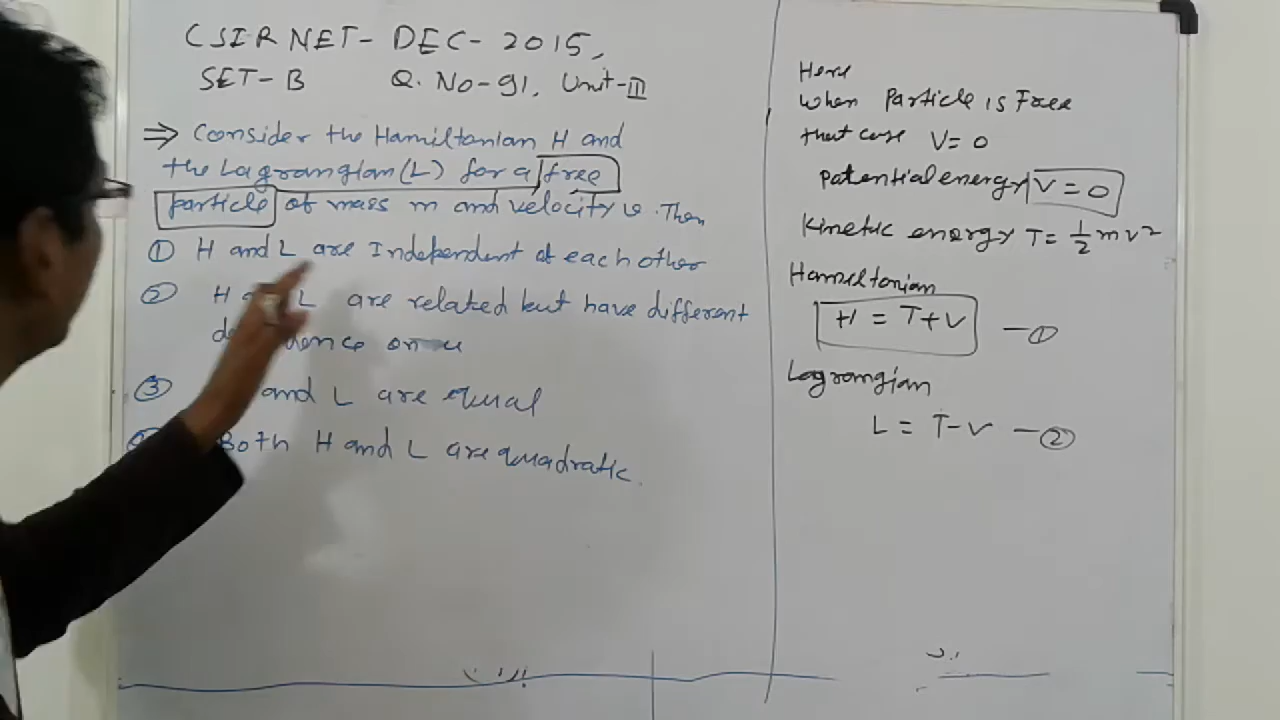 CSIR NET- DEC- 2015,
SET- B Q. No-91, Unit-III
⇒ Consider the Hamiltonian H and
the Lagrangian (L) for a free
particle of mass m and velocity v. Then
① H and L are Independent of each other
② H L are related but have different
on
③ and L are equal
Both H and L are quadratic.
Here
When Particle is Free
that case V=0
Potential energy V = 0
Kinetic energy T = ½ mv²
Hamiltonian
H = T+V —①
Lagrangian
L = T-V —②